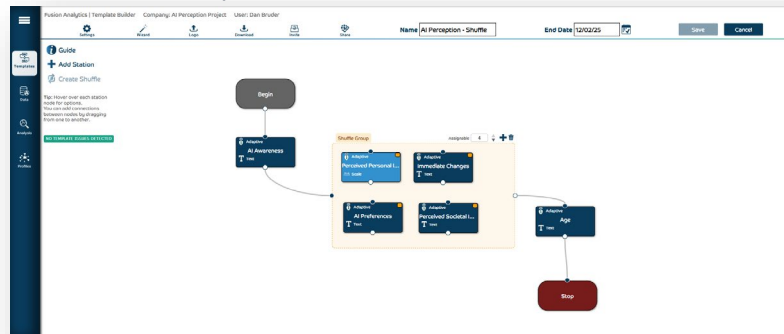 Fusion Analytics | Template Builder Company: AI Perception Project User: Dan Bruder
Settings Wizard Logo Download Invite Share Name AI Perception - Shuffle End Date 12/02/25 Save Cancel
Guide
Templates
Add Station
Create Shuffle
Data
Tip: Hover over each station
node for options.
You can add connections
between nodes by dragging
from one to another.
Analysis
NO TEMPLATE ISSUES DETECTED
Profiles
Begin
Adaptive
AI Awareness
T Text
Shuffle Group Assignable 4
Adaptive
Perceived Personal I...
Scale
Adaptive
Immediate Changes
T Text
Adaptive
AI Preferences
T Text
Adaptive
Perceived Societal I...
T Text
Adaptive
Age
T Text
Stop